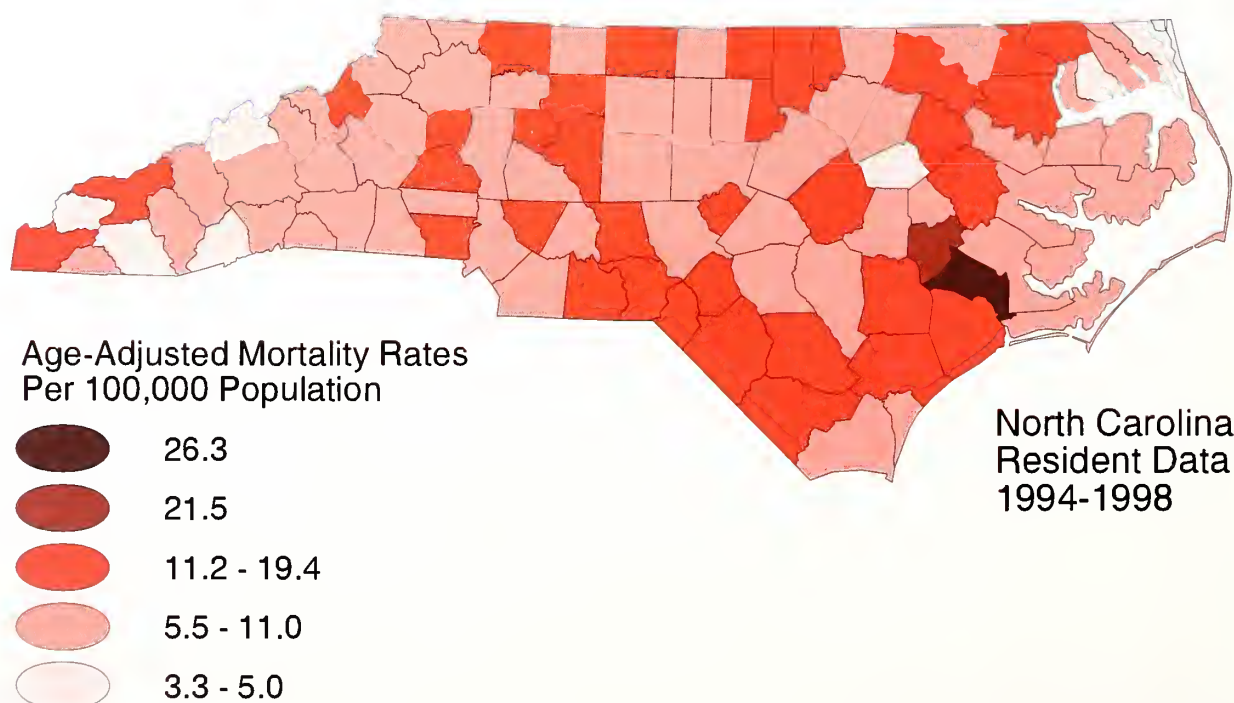 Age-Adjusted Mortality Rates
Per 100,000 Population
26.3
21.5
11.2 - 19.4
5.5 - 11.0
3.3 - 5.0
North Carolina
Resident Data
1994-1998